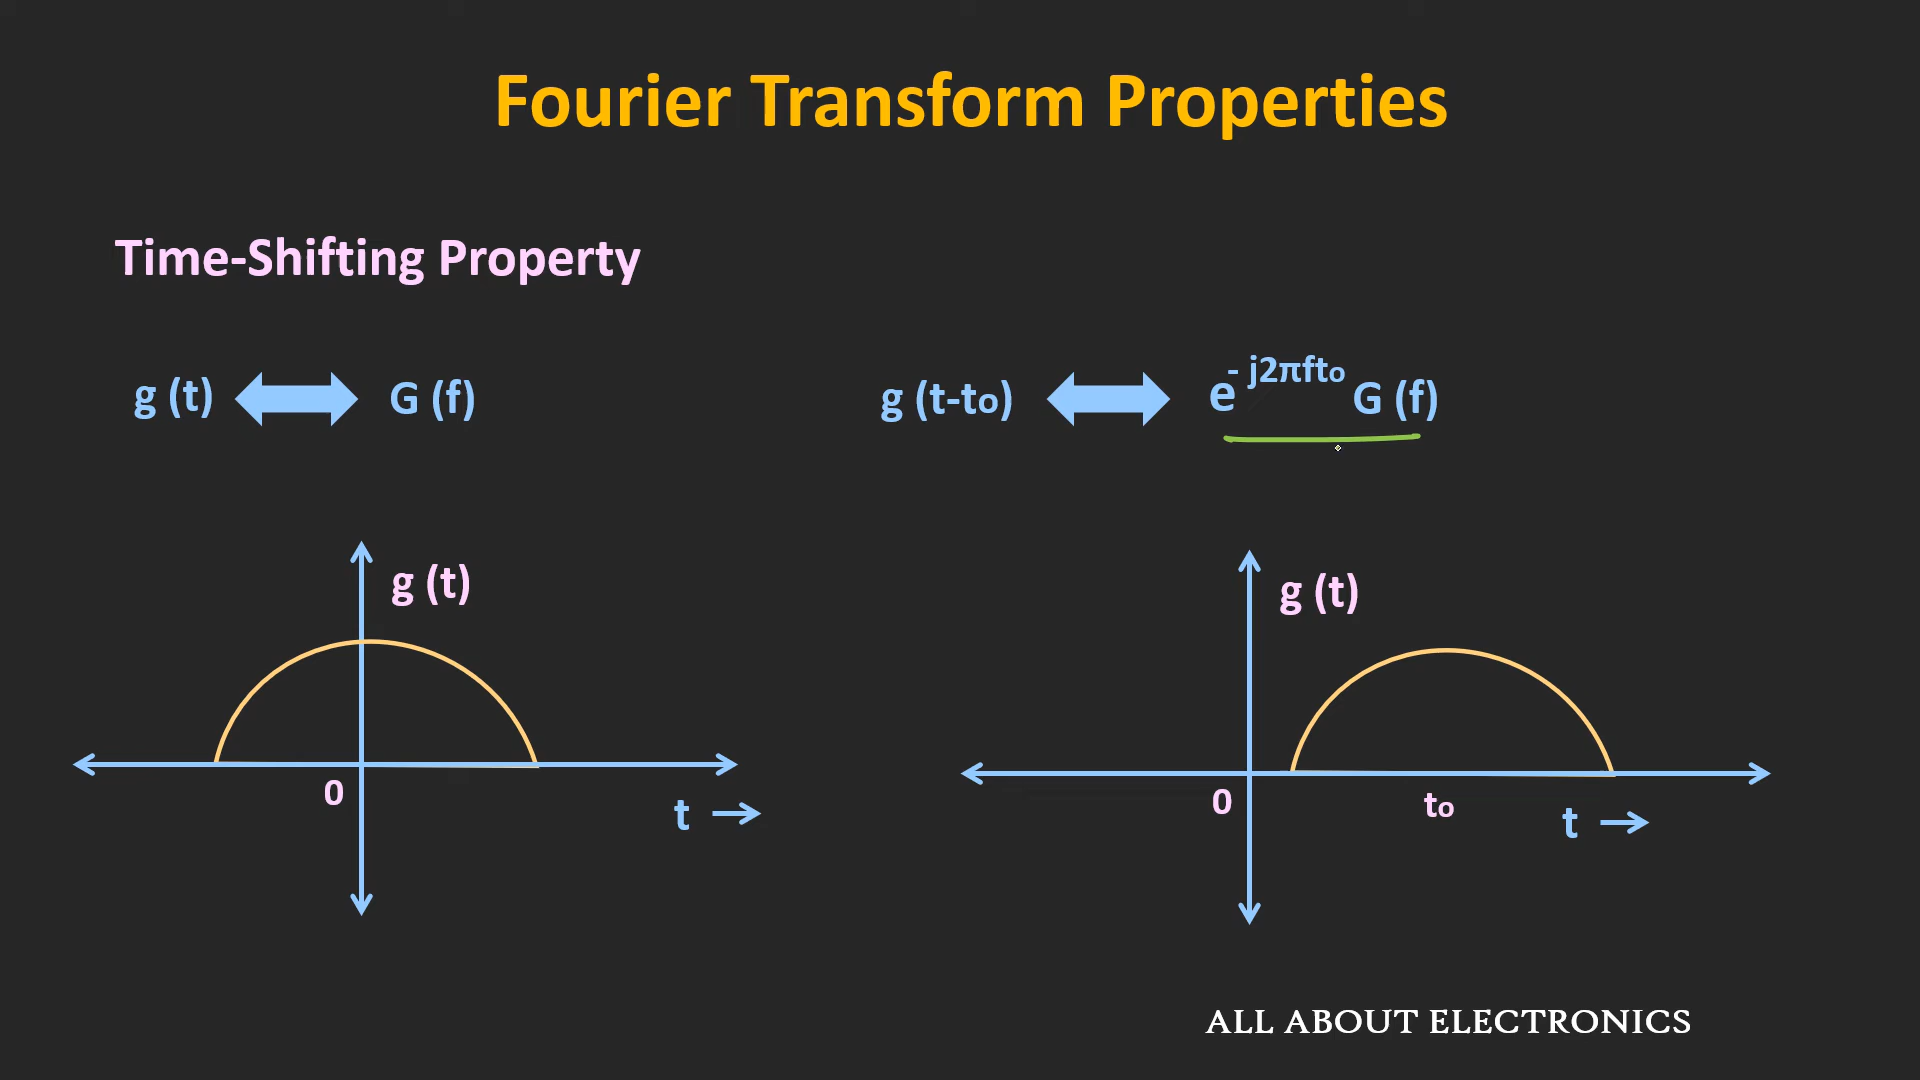 Fourier Transform Properties
Time-Shifting Property
g (t) G (f)
g (t-to) e- j2πfto G (f)
g (t)
0
t
g (t)
0
to
t
ALL ABOUT ELECTRONICS